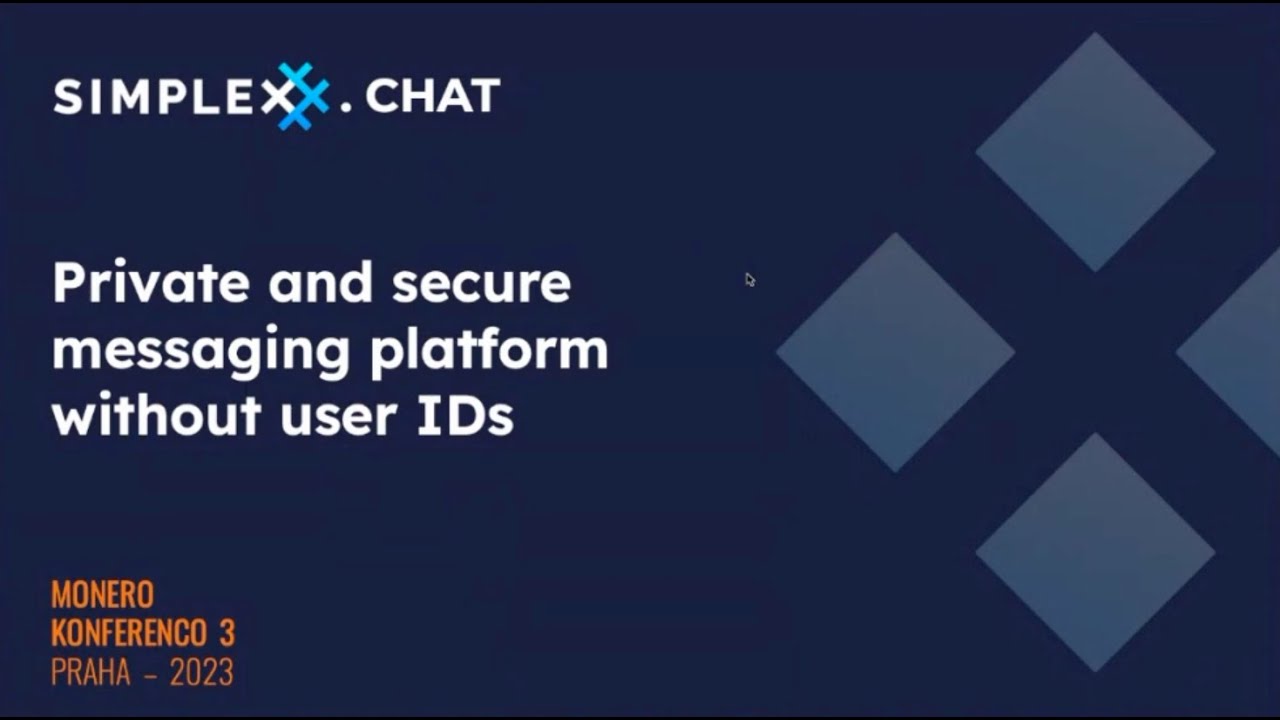 SIMPLEX . CHAT
Private and secure
messaging platform
without user IDs
MONERO
KONFERENCO 3
PRAHA – 2023